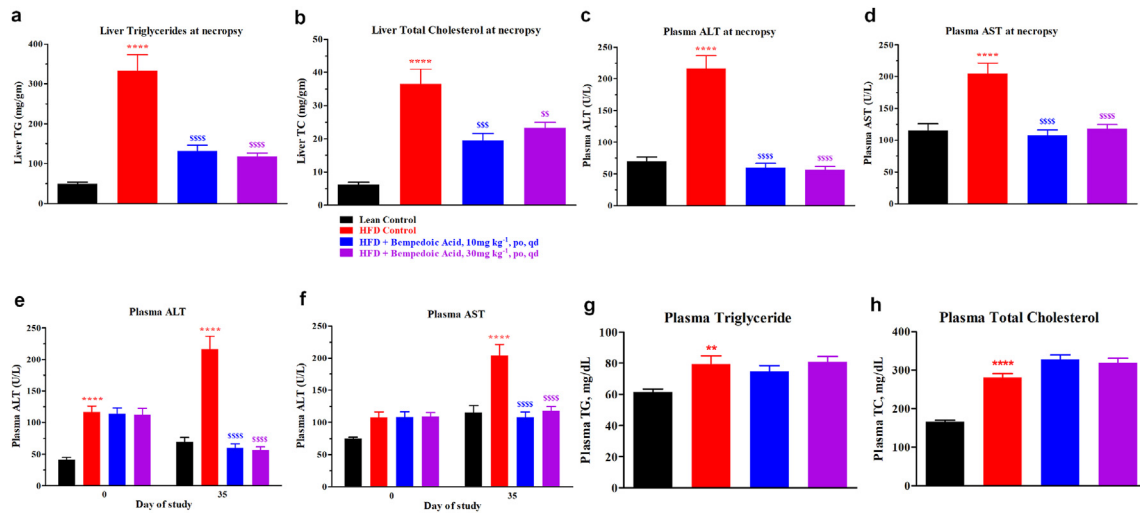 a
Liver Triglycerides at necropsy
Liver TG (mg/gm)
400
300
200
100
0
****
$$$$
$$$$
b
Liver Total Cholesterol at necropsy
Liver TC (mg/gm)
50
40
30
20
10
0
****
$$$
$$
c
Plasma ALT at necropsy
Plasma ALT (U/L)
250
200
150
100
50
0
****
$$$$
$$$$
d
Plasma AST at necropsy
Plasma AST (U/L)
250
200
150
100
50
0
****
$$$$
$$$$
Lean Control
HFD Control
HFD + Bempedoic Acid, 10mg kg⁻¹, po, qd
HFD + Bempedoic Acid, 30mg kg⁻¹, po, qd
e
Plasma ALT
Plasma ALT (U/L)
250
200
150
100
50
0
****
****
$$$$
$$$$
0
35
Day of study
f
Plasma AST
Plasma ALT (U/L)
250
200
150
100
50
0
****
$$$$
$$$$
0
35
Day of study
g
Plasma Triglyceride
Plasma TG, mg/dL
100
80
60
40
20
0
**
h
Plasma Total Cholesterol
Plasma TC, mg/dL
400
300
200
100
0
****